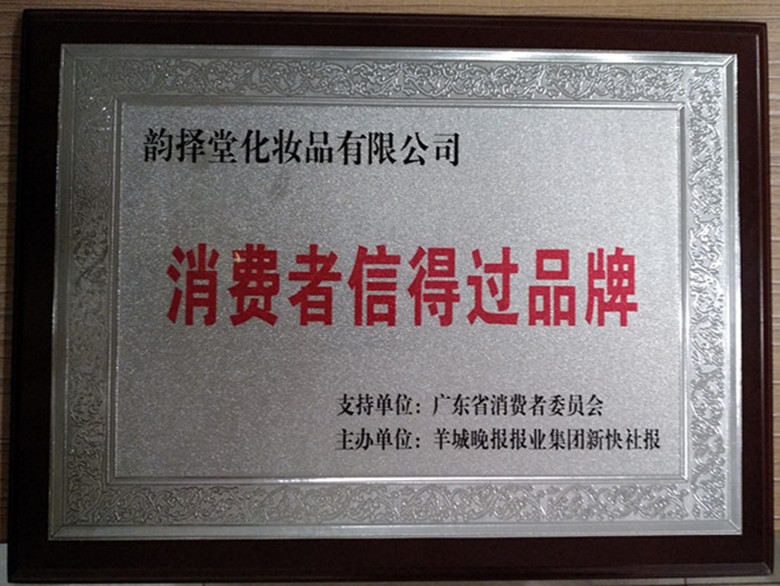 韵择堂化妆品有限公司
消费者信得过品牌
支持单位：广东省消费者委员会
主办单位：羊城晚报报业集团新快社报